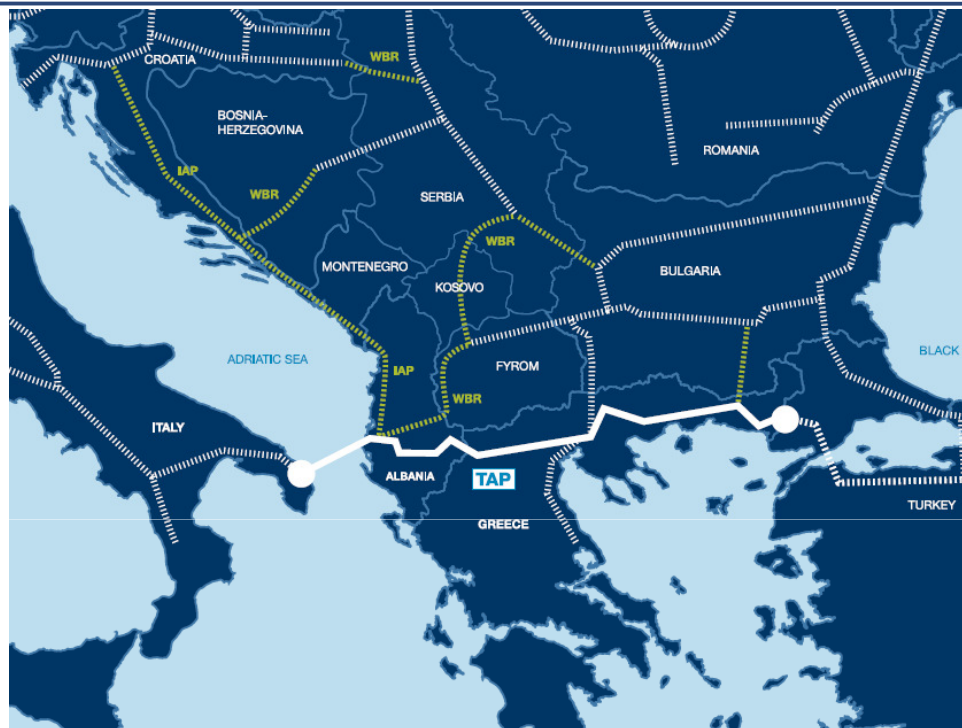 WBR
CROATIA
BOSNIA-
HERZEGOVINA
ROMANIA
IAP
WBR
SERBIA
WBR
MONTENEGRO
BULGARIA
KOSOVO
ADRIATIC SEA
BLACK
FYROM
IAP
WBR
ITALY
ALBANIA
TAP
TURKEY
GREECE